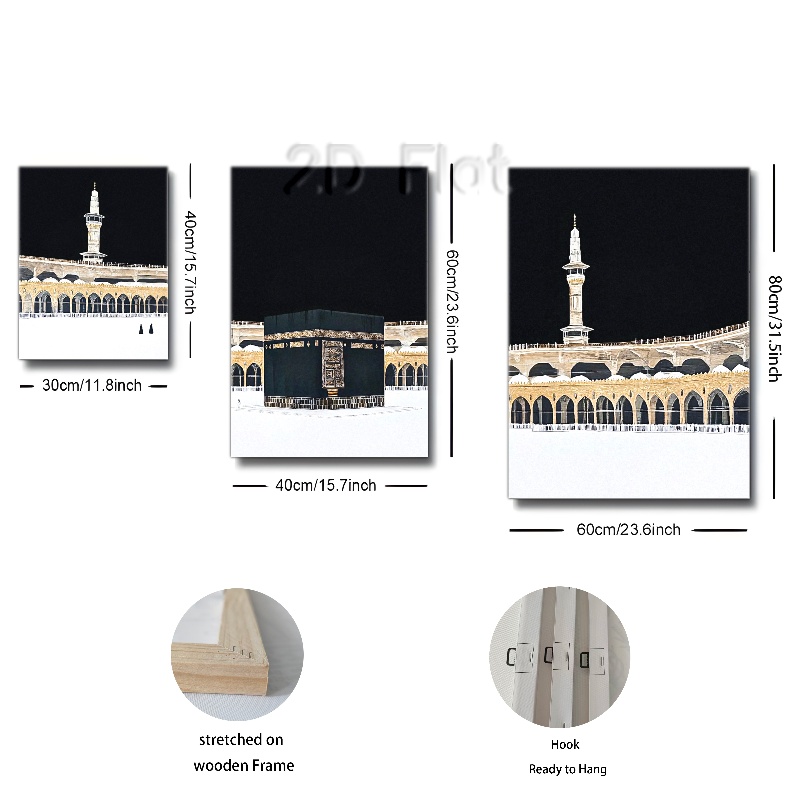 2D Flat
40cm/15.7inch
30cm/11.8inch
60cm/23.6inch
40cm/15.7inch
80cm/31.5inch
60cm/23.6inch
stretched on
wooden Frame
Hook
Ready to Hang